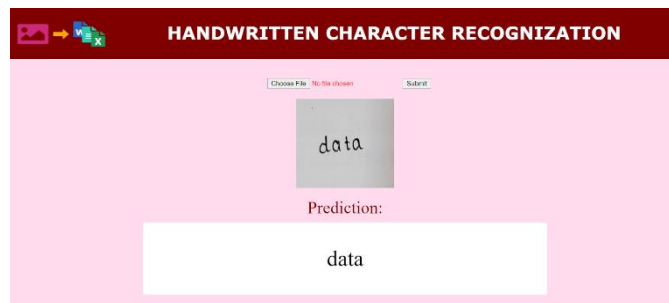 HANDWRITTEN CHARACTER RECOGNIZATION
Choose File No file chosen Submit
data
Prediction:
data